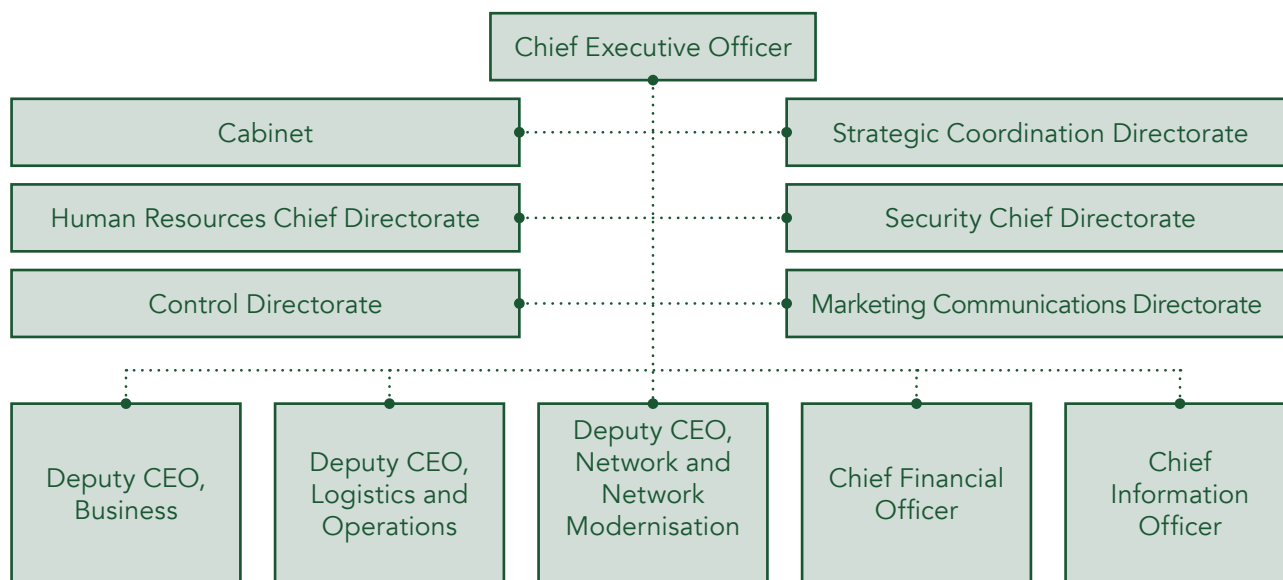 Chief Executive Officer
Cabinet
Strategic Coordination Directorate
Human Resources Chief Directorate
Security Chief Directorate
Control Directorate
Marketing Communications Directorate
Deputy CEO,
Business
Deputy CEO,
Logistics and
Operations
Deputy CEO,
Network and
Network
Modernisation
Chief Financial
Officer
Chief
Information
Officer